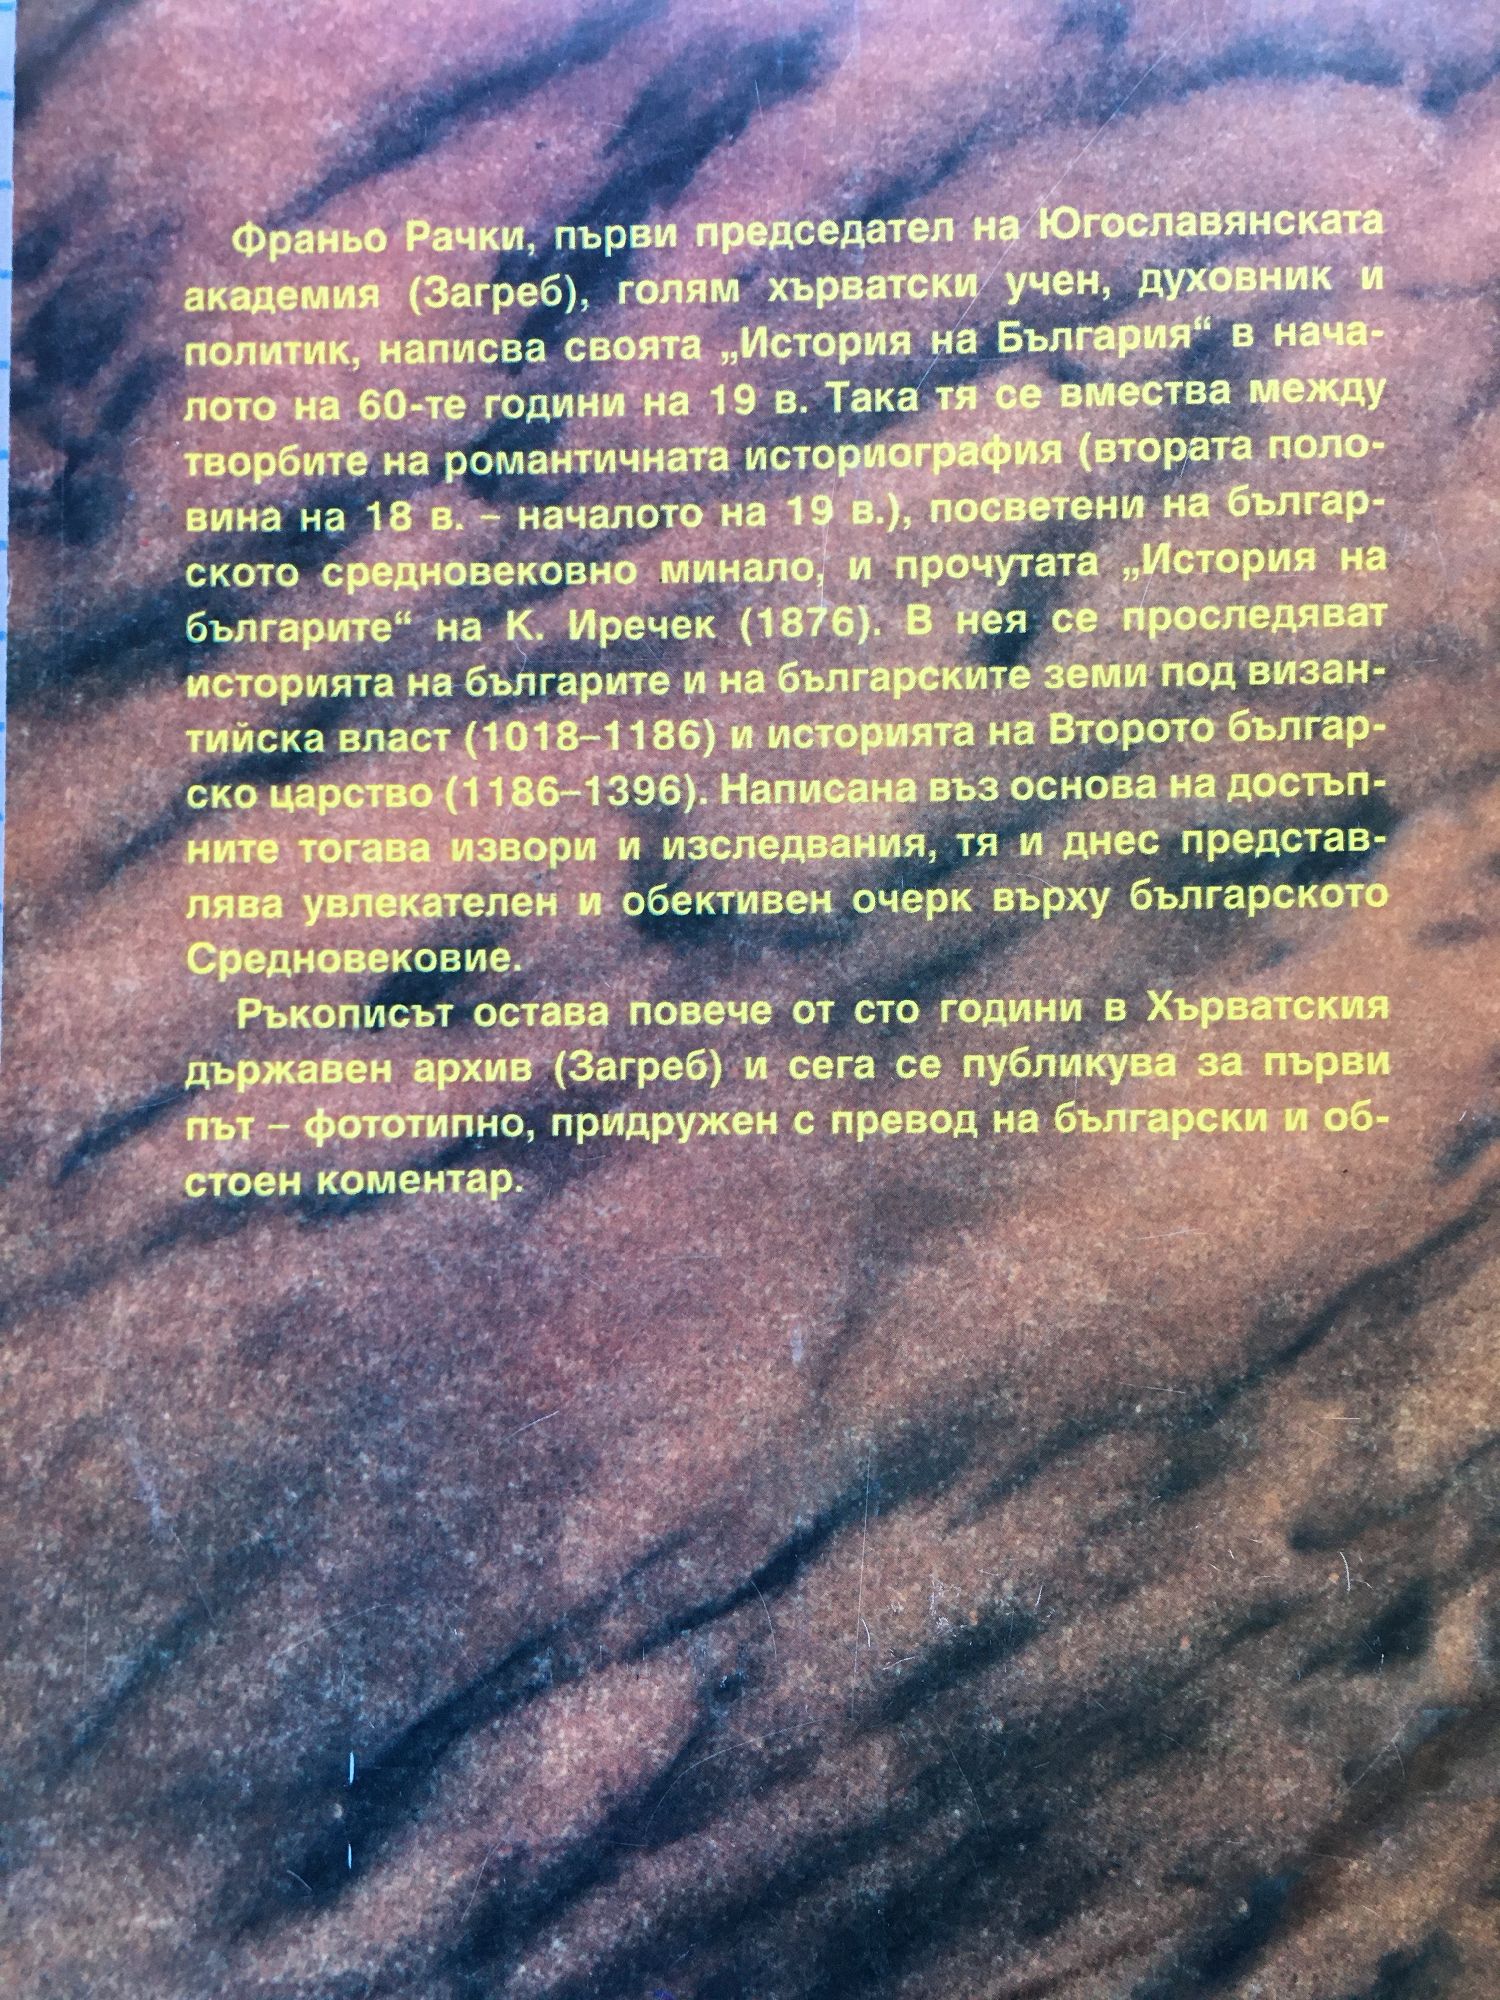 Франьо Рачки, първи председател на Югославянската
академия (Загреб), голям хърватски учен, духовник и
политик, написва своята „История на България“ в нача-
лото на 60-те години на 19 в. Така тя се вмества между
творбите на романтичната историография (втората поло-
вина на 18 в. – началото на 19 в.), посветени на българ-
ското средновековно минало, и прочутата „История на
българите“ на К. Иречек (1876). В нея се проследяват
историята на българите и на българските земи под визан-
тийска власт (1018–1186) и историята на Второто българ-
ско царство (1186–1396). Написана въз основа на достъп-
ните тогава извори и изследвания, тя и днес представ-
лява увлекателен и обективен очерк върху българското
Средновековие.
Ръкописът остава повече от сто години в Хърватския
държавен архив (Загреб) и сега се публикува за първи
път – фототипно, придружен с превод на български и об-
стоен коментар.